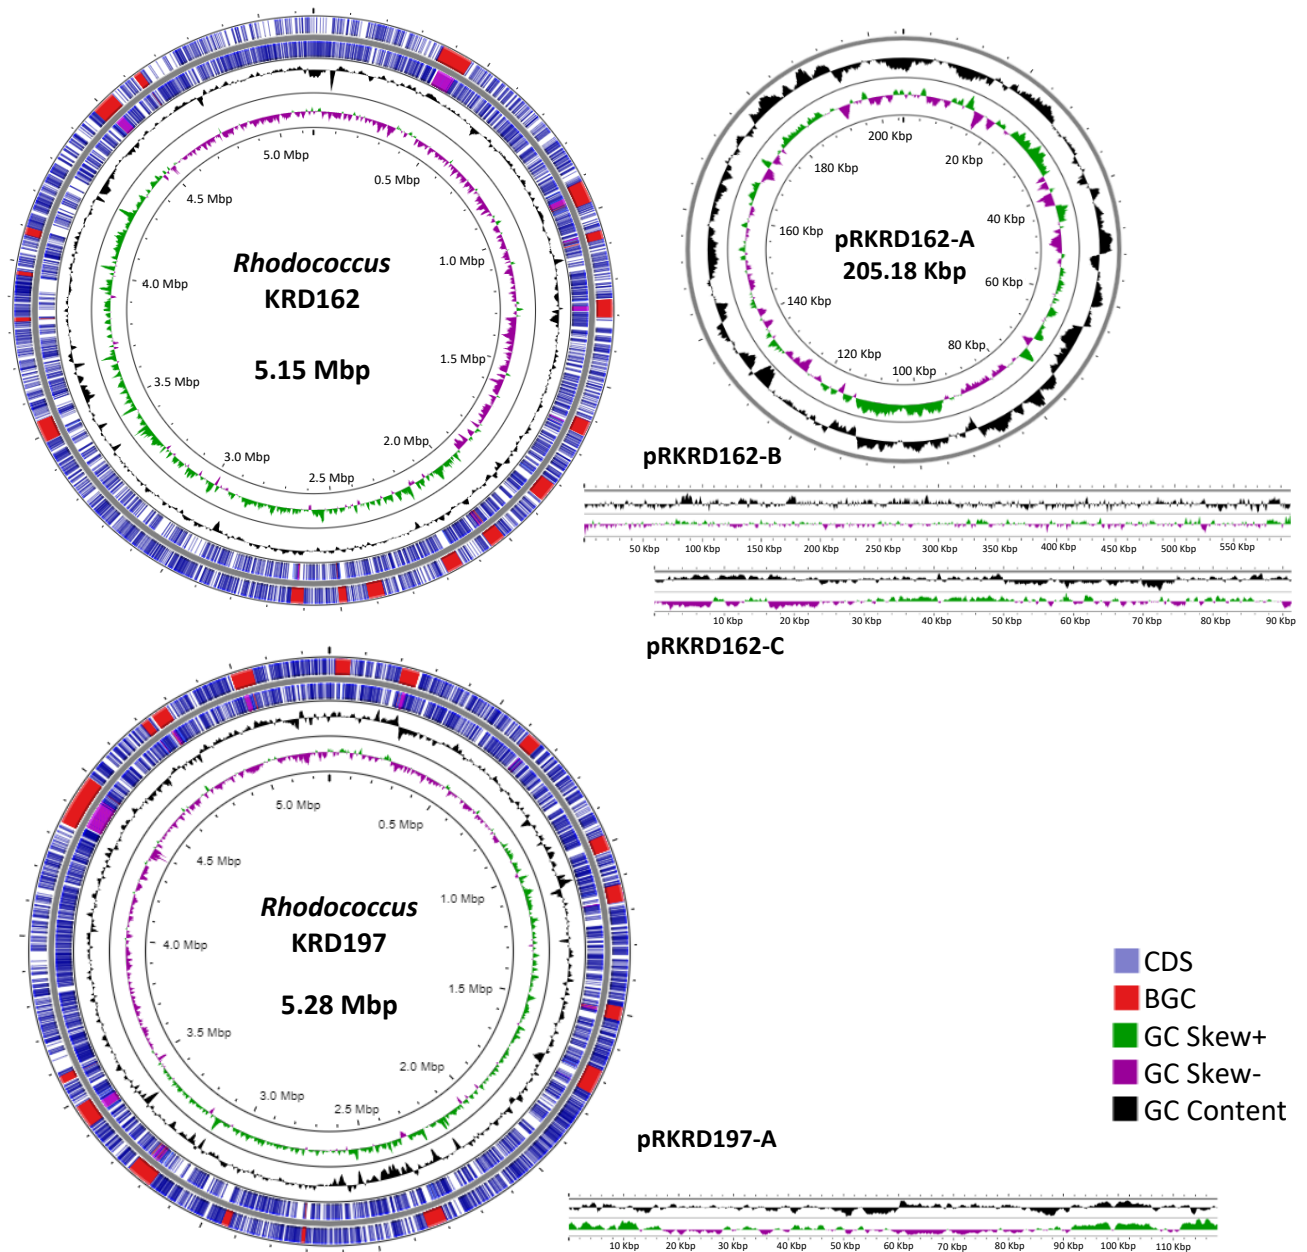 5.0 Mbp
0.5 Mbp
1.0 Mbp
1.5 Mbp
2.0 Mbp
2.5 Mbp
3.0 Mbp
3.5 Mbp
4.0 Mbp
4.5 Mbp
Rhodococcus
KRD162
5.15 Mbp
200 Kbp
20 Kbp
40 Kbp
60 Kbp
80 Kbp
100 Kbp
120 Kbp
140 Kbp
160 Kbp
180 Kbp
pRKRD162-A
205.18 Kbp
pRKRD162-B
50 Kbp 100 Kbp 150 Kbp 200 Kbp 250 Kbp 300 Kbp 350 Kbp 400 Kbp 450 Kbp 500 Kbp 550 Kbp
10 Kbp 20 Kbp 30 Kbp 40 Kbp 50 Kbp 60 Kbp 70 Kbp 80 Kbp 90 Kbp
pRKRD162-C
5.0 Mbp
0.5 Mbp
1.0 Mbp
1.5 Mbp
2.0 Mbp
2.5 Mbp
3.0 Mbp
3.5 Mbp
4.0 Mbp
4.5 Mbp
Rhodococcus
KRD197
5.28 Mbp
CDS
BGC
GC Skew+
GC Skew-
GC Content
pRKRD197-A
10 Kbp 20 Kbp 30 Kbp 40 Kbp 50 Kbp 60 Kbp 70 Kbp 80 Kbp 90 Kbp 100 Kbp 110 Kbp